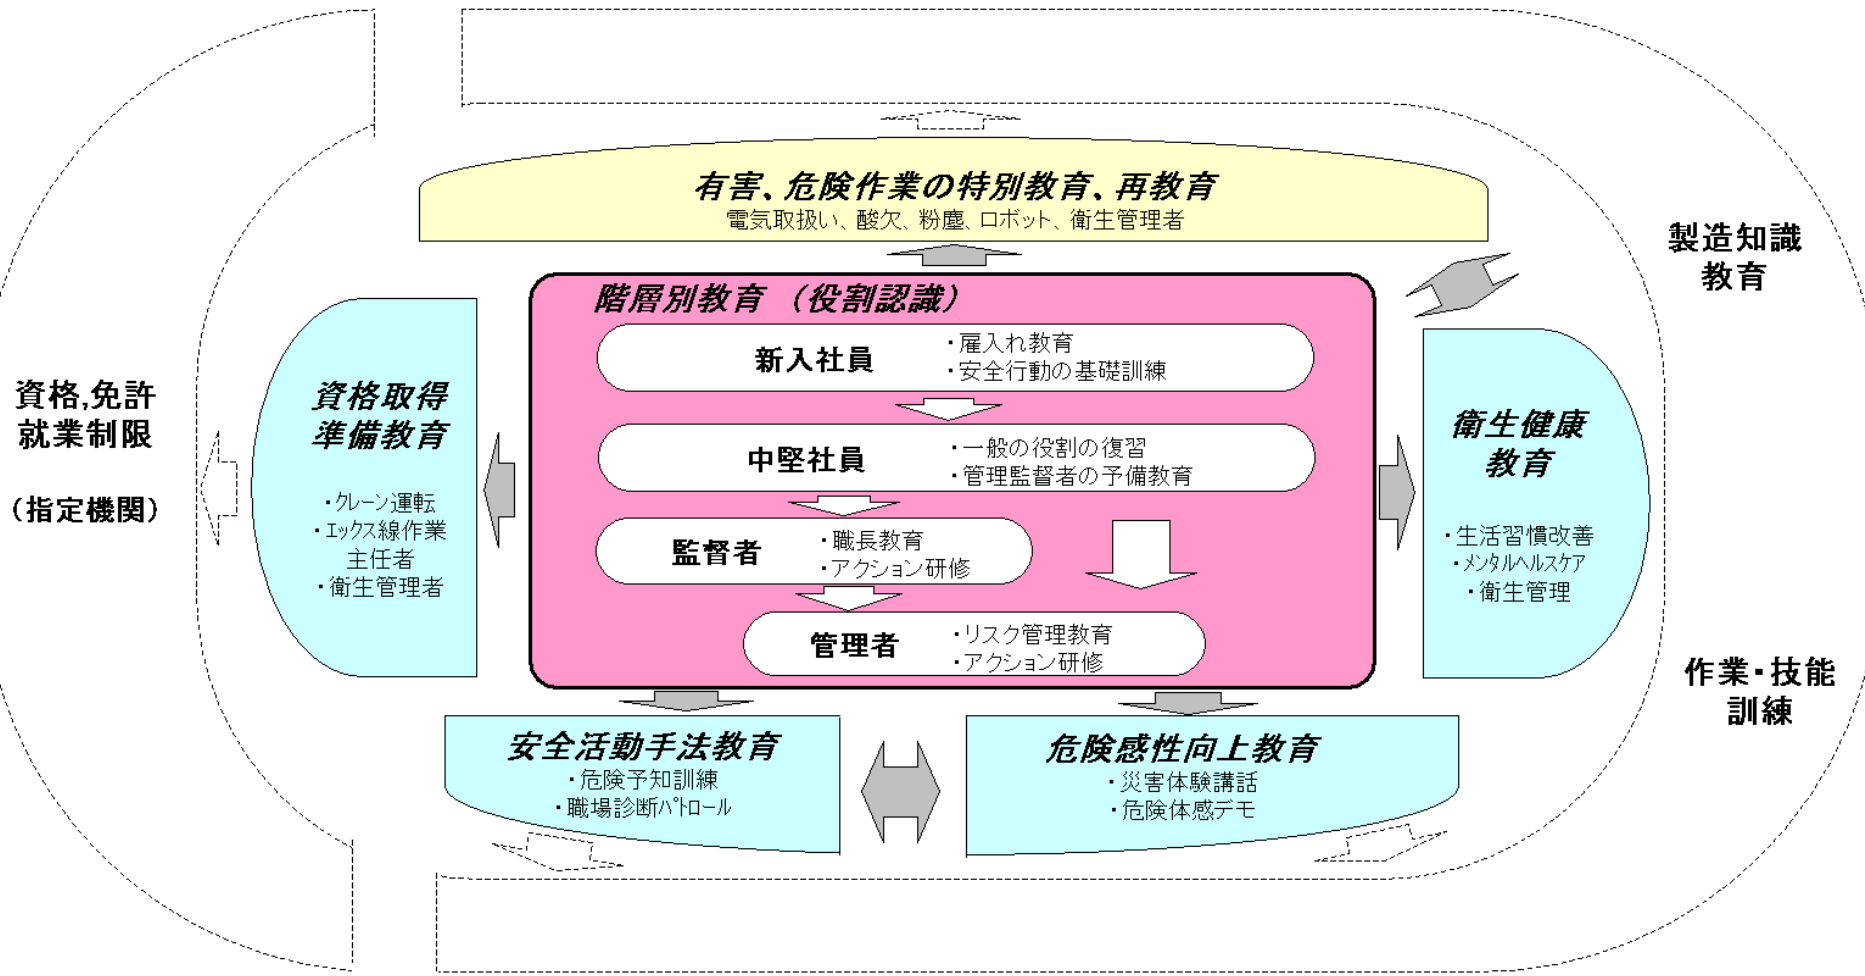 有害、危険作業の特別教育、再教育
電気取扱い、酸欠、粉塵、ロボット、衛生管理者
製造知識
教育
階層別教育 (役割認識)
新入社員
・雇入れ教育
・安全行動の基礎訓練
中堅社員
・一般の役割の復習
・管理監督者の予備教育
監督者
・職長教育
・アクション研修
管理者
・リスク管理教育
・アクション研修
資格,免許
就業制限
(指定機関)
資格取得
準備教育
・クレーン運転
・エックス線作業
主任者
・衛生管理者
衛生健康
教育
・生活習慣改善
・メンタルヘルスケア
・衛生管理
作業・技能
訓練
安全活動手法教育
・危険予知訓練
・職場診断パトロール
危険感性向上教育
・災害体験講話
・危険体感デモ